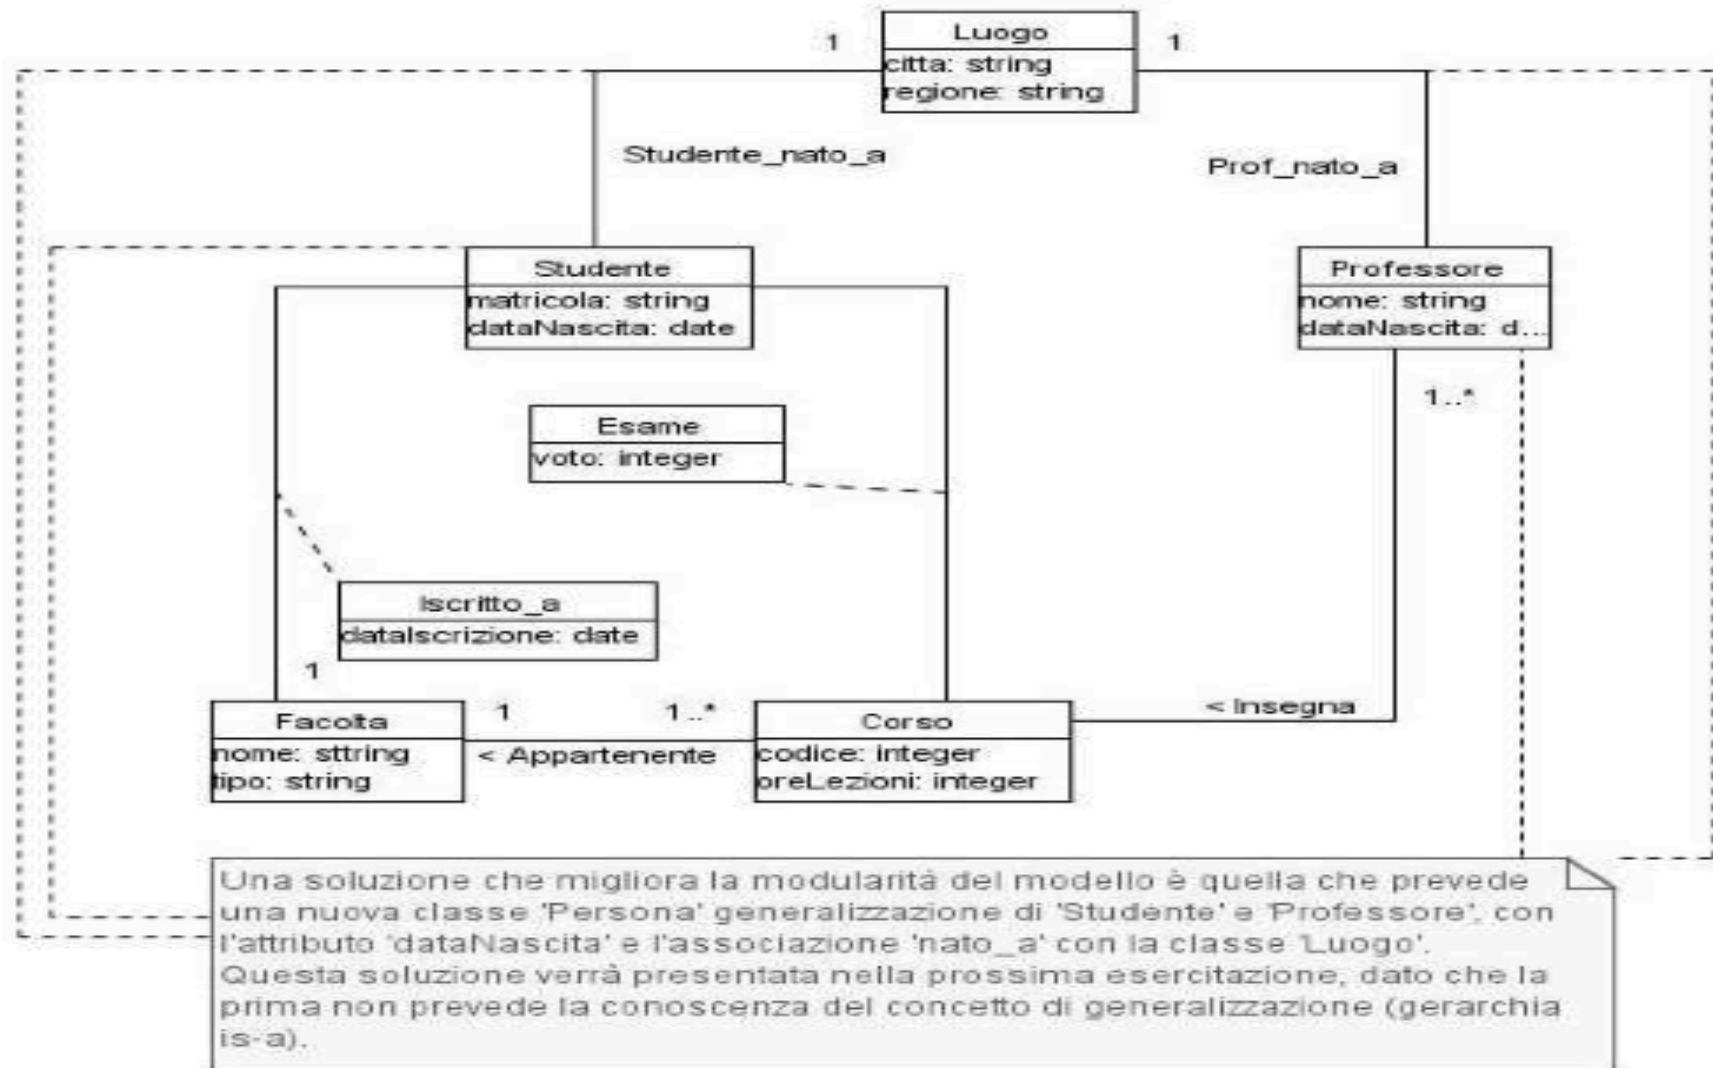 Luogo
1
1
citta: string
regione: string
Studente_nato_a
Prof_nato_a
Studente
matricola: string
dataNascita: date
Professore
nome: string
dataNascita: d...
1..*
Esame
voto: integer
Iscritto_a
dataIscrizione: date
1
Facolta
nome: sttring
tipo: string
1
1..*
< Appartenente
Corso
codice: integer
oreLezioni: integer
< Insegna
Una soluzione che migliora la modularità del modello è quella che prevede
una nuova classe 'Persona' generalizzazione di 'Studente' e 'Professore', con
l'attributo 'dataNascita' e l'associazione 'nato_a' con la classe 'Luogo'.
Questa soluzione verrà presentata nella prossima esercitazione, dato che la
prima non prevede la conoscenza del concetto di generalizzazione (gerarchia
is-a).